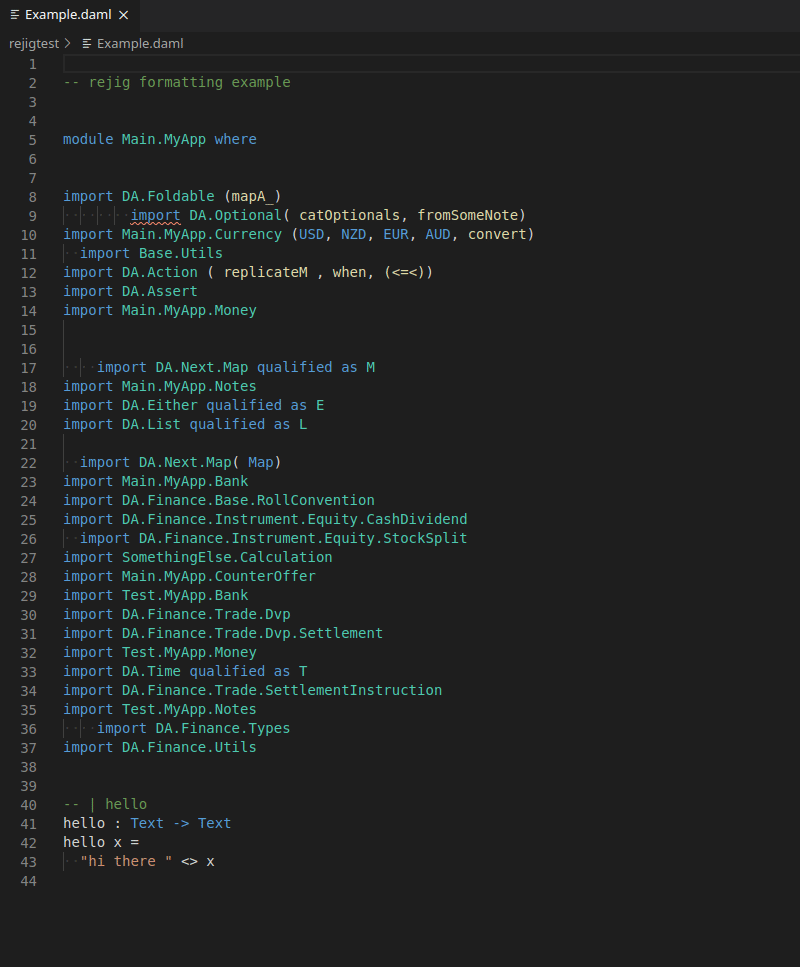 Example.daml ×
rejigtest > Example.daml
1
2 -- rejig formatting example
3
4
5 module Main.MyApp where
6
7
8 import DA.Foldable (mapA_)
9         import DA.Optional( catOptionals, fromSomeNote)
10 import Main.MyApp.Currency (USD, NZD, EUR, AUD, convert)
11   import Base.Utils
12 import DA.Action ( replicateM , when, (<=<))
13 import DA.Assert
14 import Main.MyApp.Money
15
16
17     import DA.Next.Map qualified as M
18 import Main.MyApp.Notes
19 import DA.Either qualified as E
20 import DA.List qualified as L
21
22   import DA.Next.Map( Map)
23 import Main.MyApp.Bank
24 import DA.Finance.Base.RollConvention
25 import DA.Finance.Instrument.Equity.CashDividend
26   import DA.Finance.Instrument.Equity.StockSplit
27 import SomethingElse.Calculation
28 import Main.MyApp.CounterOffer
29 import Test.MyApp.Bank
30 import DA.Finance.Trade.Dvp
31 import DA.Finance.Trade.Dvp.Settlement
32 import Test.MyApp.Money
33 import DA.Time qualified as T
34 import DA.Finance.Trade.SettlementInstruction
35 import Test.MyApp.Notes
36     import DA.Finance.Types
37 import DA.Finance.Utils
38
39
40 -- | hello
41 hello : Text -> Text
42 hello x =
43   "hi there " <> x
44